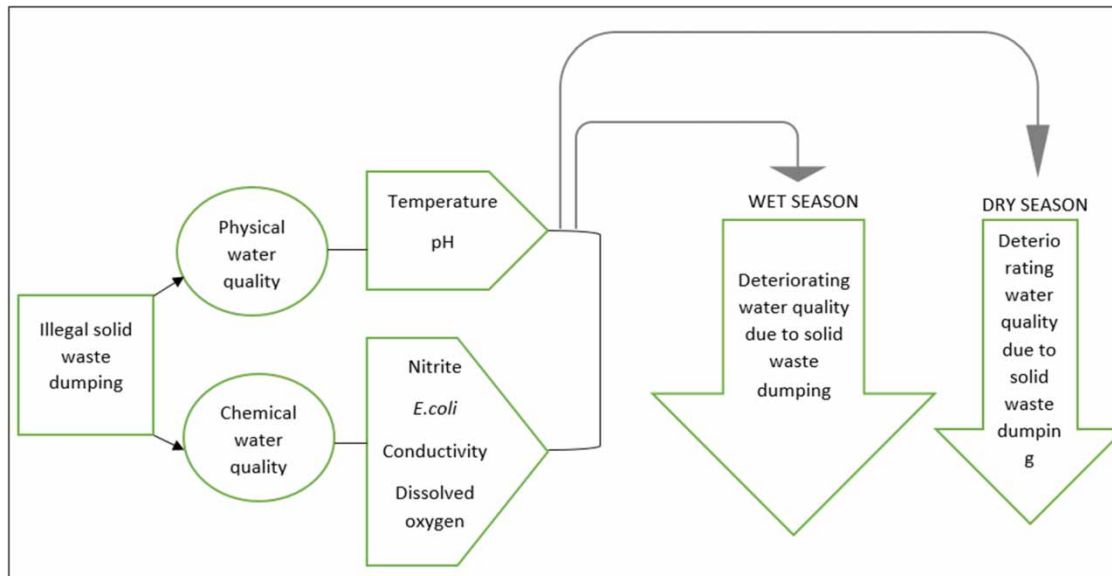 Illegal solid
waste
dumping
Physical
water
quality
Chemical
water
quality
Temperature
pH
Nitrite
E.coli
Conductivity
Dissolved
oxygen
WET SEASON
Deteriorating
water quality
due to solid
waste
dumping
DRY SEASON
Deterio
rating
water
quality
due to
solid
waste
dumpin
g